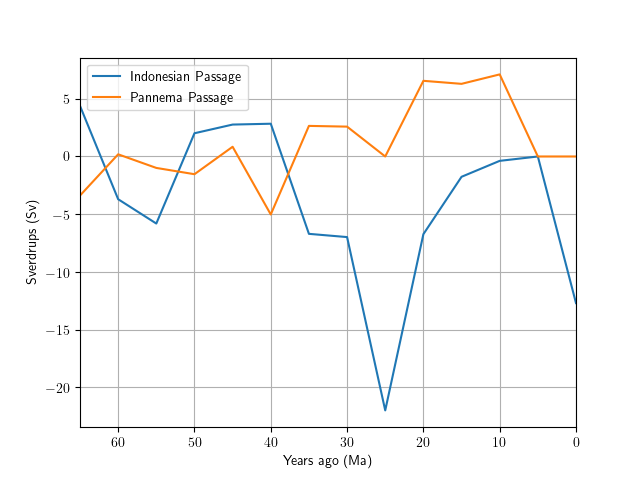 Indonesian Passage
Pannema Passage
5
0
−5
−10
−15
−20
Sverdrups (Sv)
60 50 40 30 20 10 0
Years ago (Ma)